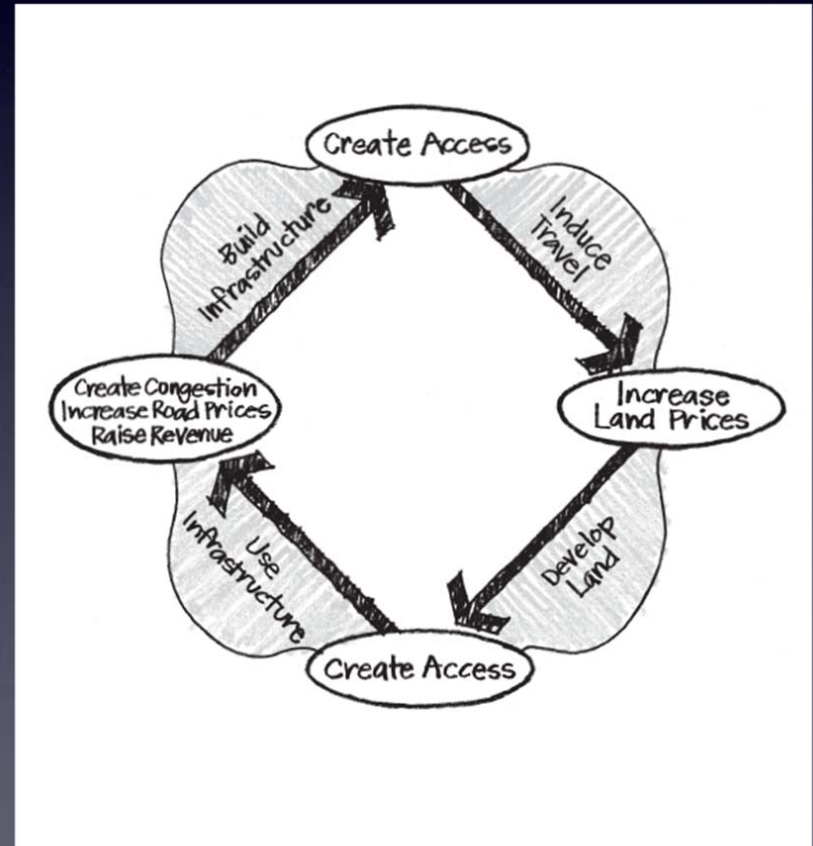 Create Access
Build
Infrastructure
Induce
Travel
Create Congestion
Increase Road Prices
Raise Revenue
Increase
Land Prices
Use
Infrastructure
Develop
Land
Create Access